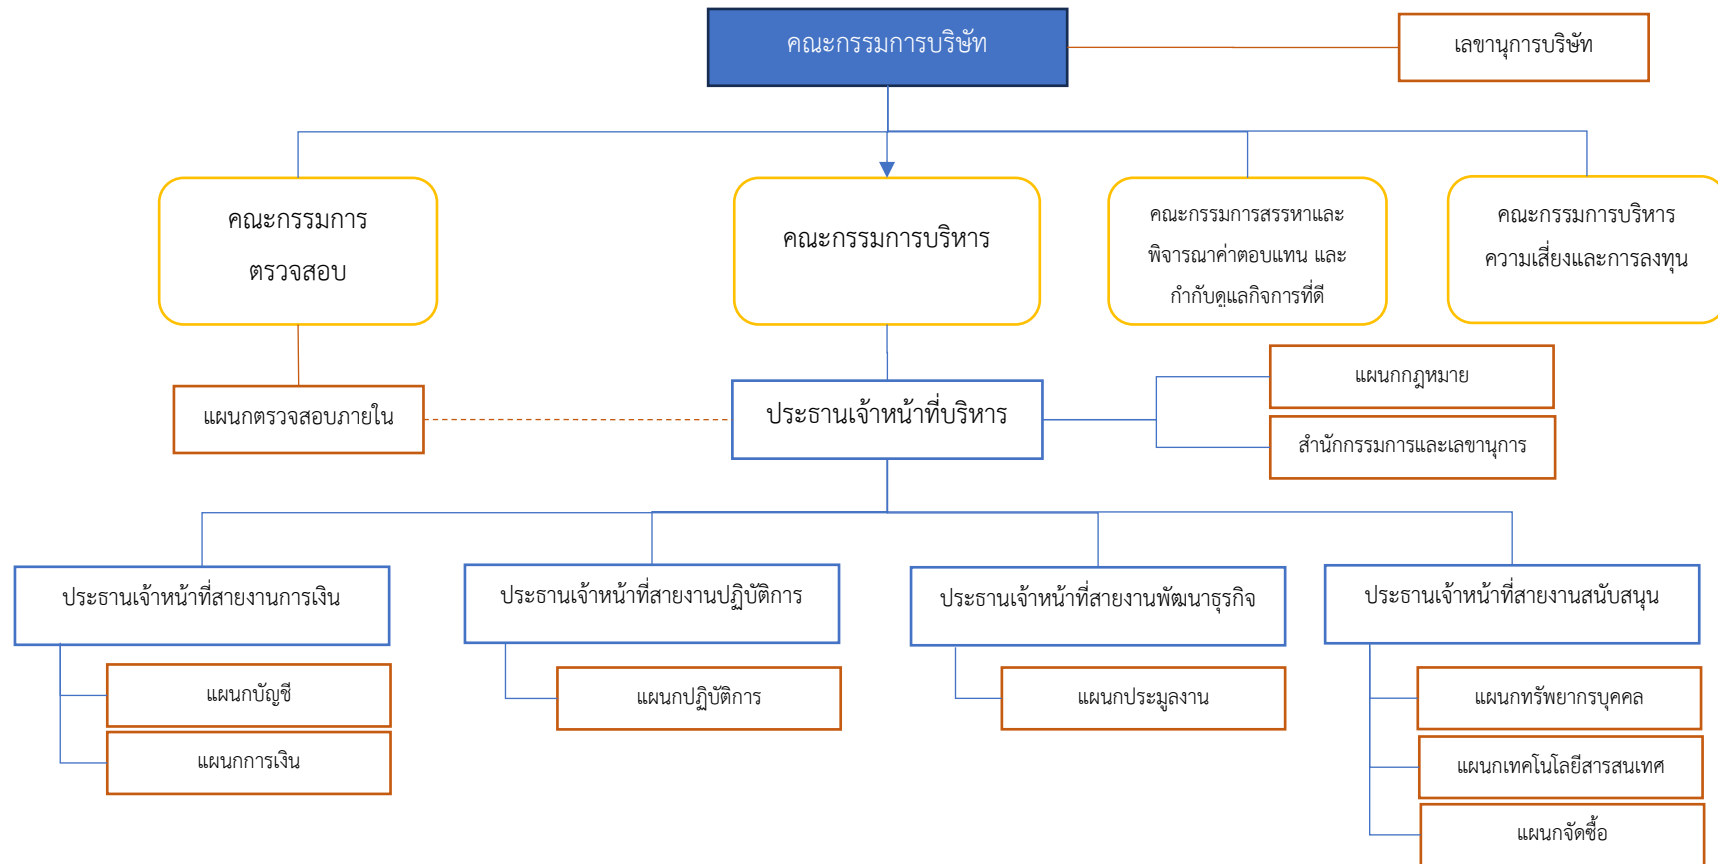 คณะกรรมการบริษัท
เลขานุการบริษัท
คณะกรรมการ
ตรวจสอบ
คณะกรรมการบริหาร
คณะกรรมการสรรหาและ
พิจารณาค่าตอบแทน และ
กำกับดูแลกิจการที่ดี
คณะกรรมการบริหาร
ความเสี่ยงและการลงทุน
แผนกตรวจสอบภายใน
ประธานเจ้าหน้าที่บริหาร
แผนกกฎหมาย
สำนักกรรมการและเลขานุการ
ประธานเจ้าหน้าที่สายงานการเงิน
ประธานเจ้าหน้าที่สายงานปฏิบัติการ
ประธานเจ้าหน้าที่สายงานพัฒนาธุรกิจ
ประธานเจ้าหน้าที่สายงานสนับสนุน
แผนกบัญชี
แผนกการเงิน
แผนกปฏิบัติการ
แผนกประมูลงาน
แผนกทรัพยากรบุคคล
แผนกเทคโนโลยีสารสนเทศ
แผนกจัดซื้อ